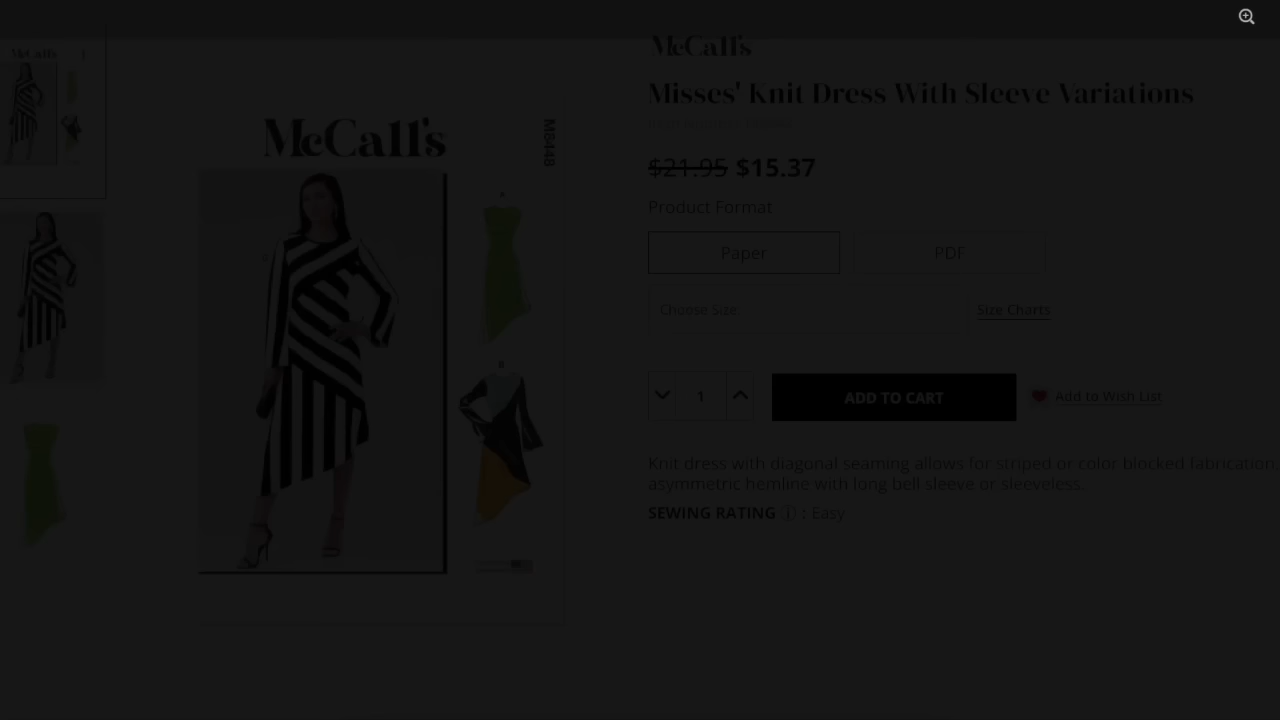 McCall's
Misses' Knit Dress With Sleeve Variations
McCall's
M8448
$21.95 $15.37
Product Format
Paper
PDF
Choose Size
Size Charts
1
ADD TO CART
Add to Wish List
Knit dress with diagonal seaming allows for striped or color blocked fabrication
asymmetric hemline with long bell sleeve or sleeveless.
SEWING RATING ⓘ : Easy